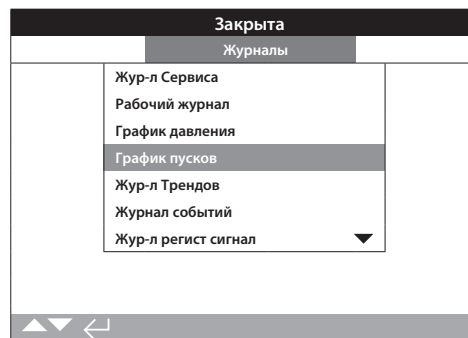 Закрыта
Журналы
Жур-л Сервиса
Рабочий журнал
График давления
График пусков
Жур-л Трендов
Журнал событий
Жур-л регист сигнал